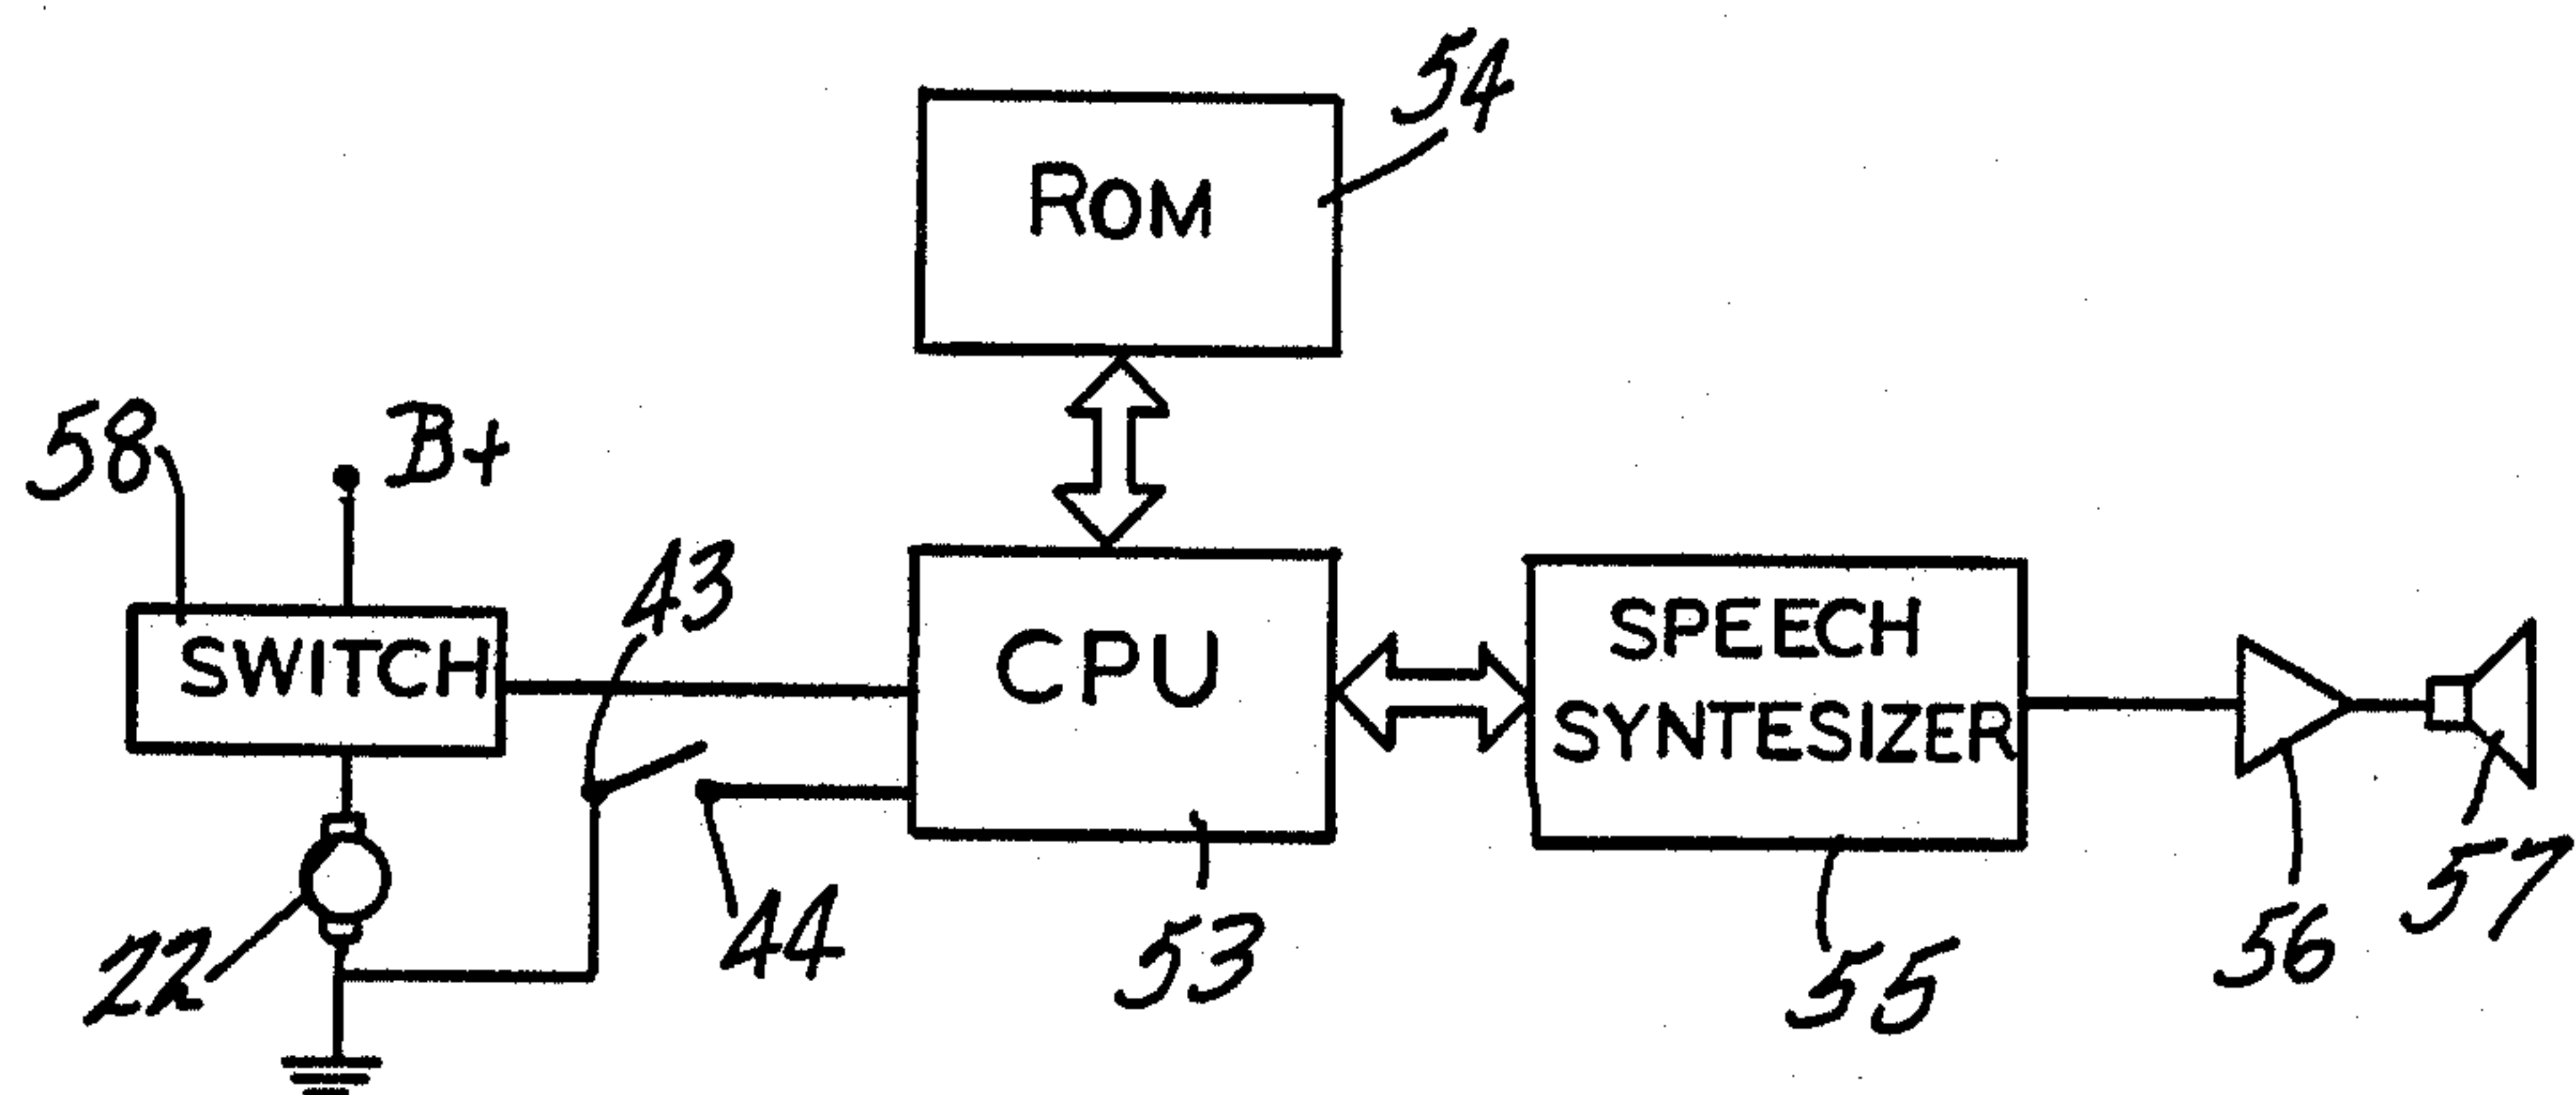 54
ROM
58
B+
43
SWITCH
CPU
SPEECH
SYNTESIZER
22
44
53
55
56
57